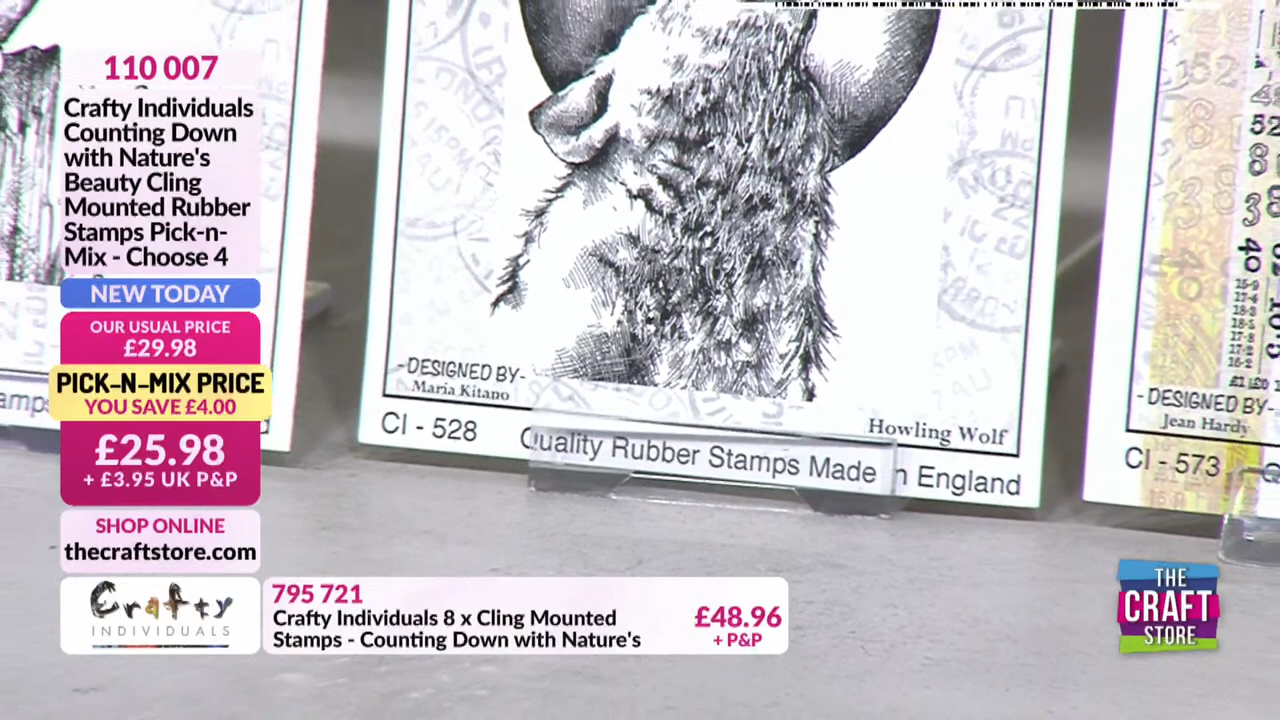 110 007
Crafty Individuals
Counting Down
with Nature's
Beauty Cling
Mounted Rubber
Stamps Pick-n-
Mix - Choose 4
NEW TODAY
OUR USUAL PRICE
£29.98
PICK-N-MIX PRICE
YOU SAVE £4.00
£25.98
+ £3.95 UK P&P
SHOP ONLINE
thecraftstore.com
Crafty
INDIVIDUALS
795 721
Crafty Individuals 8 x Cling Mounted
Stamps - Counting Down with Nature's
£48.96
+ P&P
-DESIGNED BY-
Maria Kitano
Howling Wolf
CI - 528
Quality Rubber Stamps Made
England
52
8
3
40
- DESIGNED BY-
Jean Hardy
CI - 573
THE
CRAFT
STORE